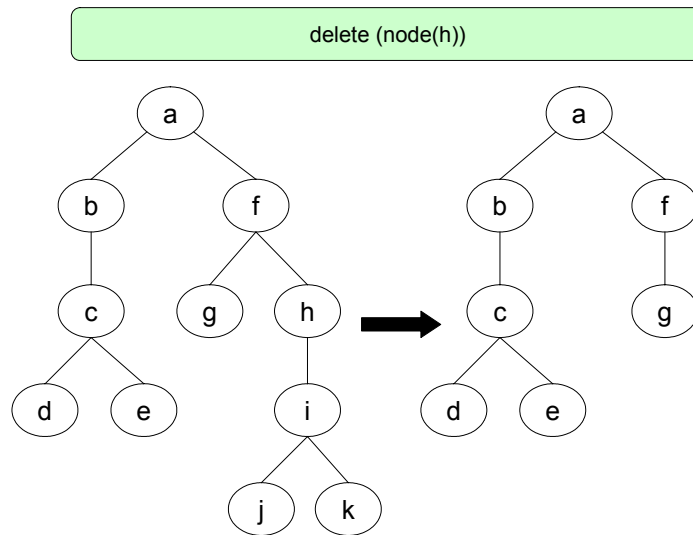 delete (node(h))
a a
b f b f
c g h c g
d e i d e
j k